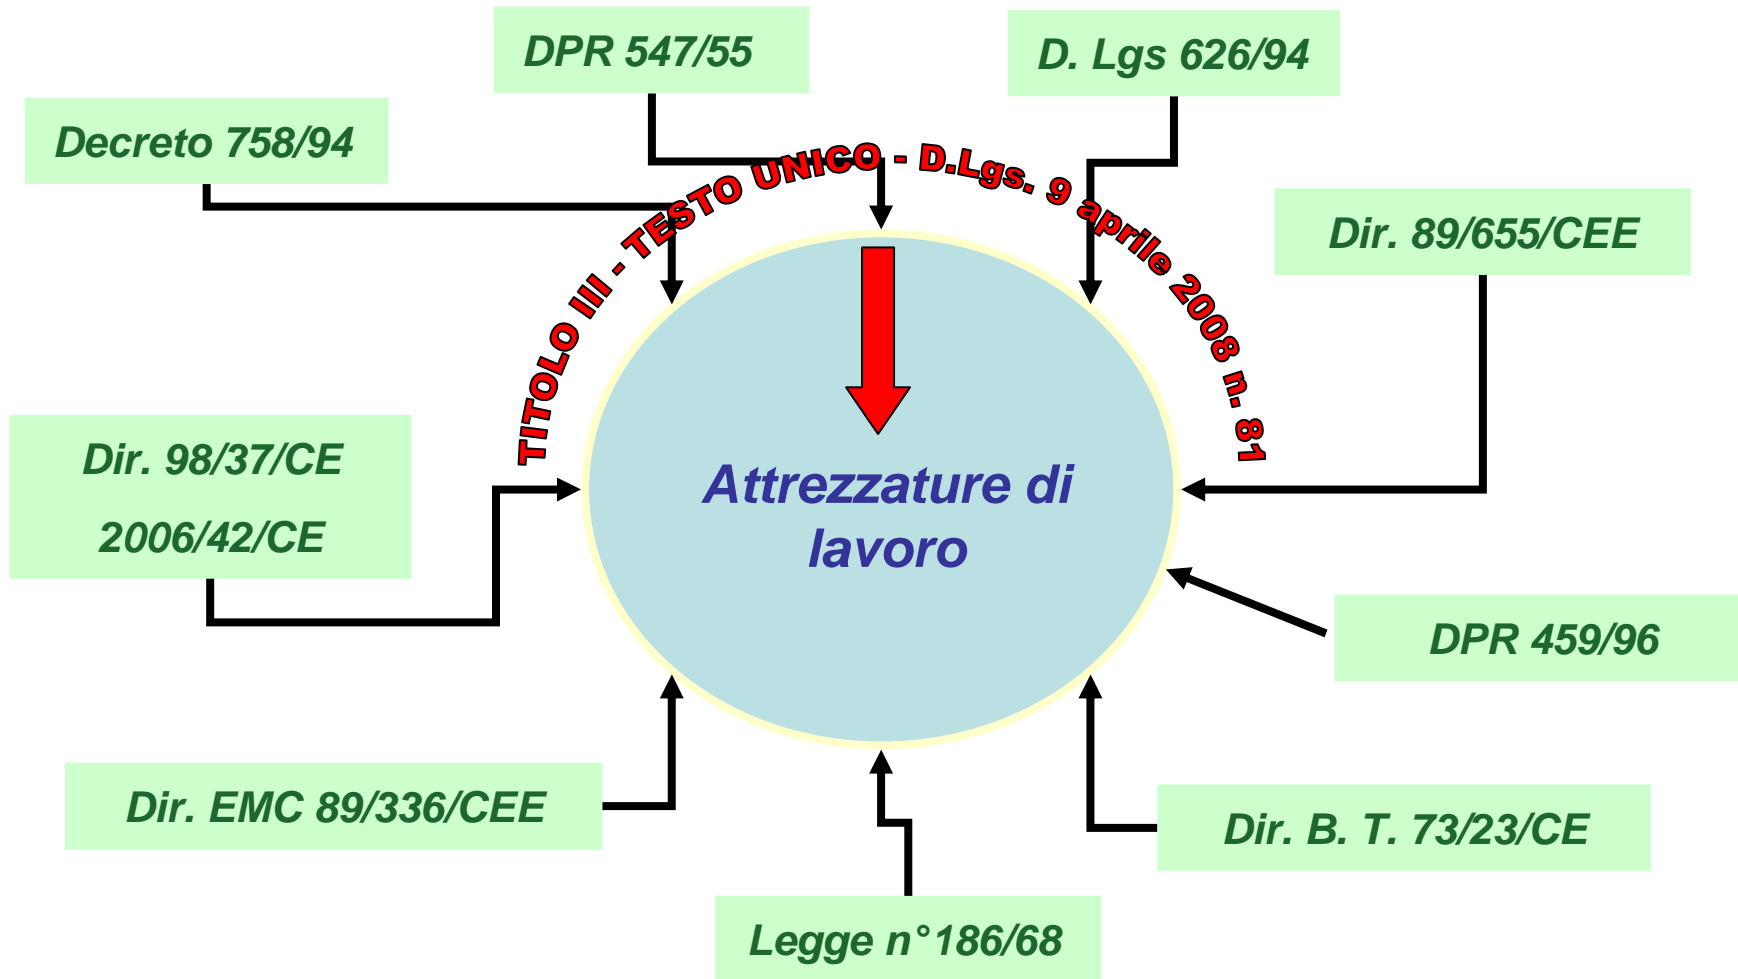 DPR 547/55
D. Lgs 626/94
Decreto 758/94
TITOLO III - TESTO UNICO - D.Lgs. 9 aprile 2008 n. 81
Dir. 89/655/CEE
Dir. 98/37/CE
2006/42/CE
Attrezzature di
lavoro
DPR 459/96
Dir. EMC 89/336/CEE
Dir. B. T. 73/23/CE
Legge n°186/68